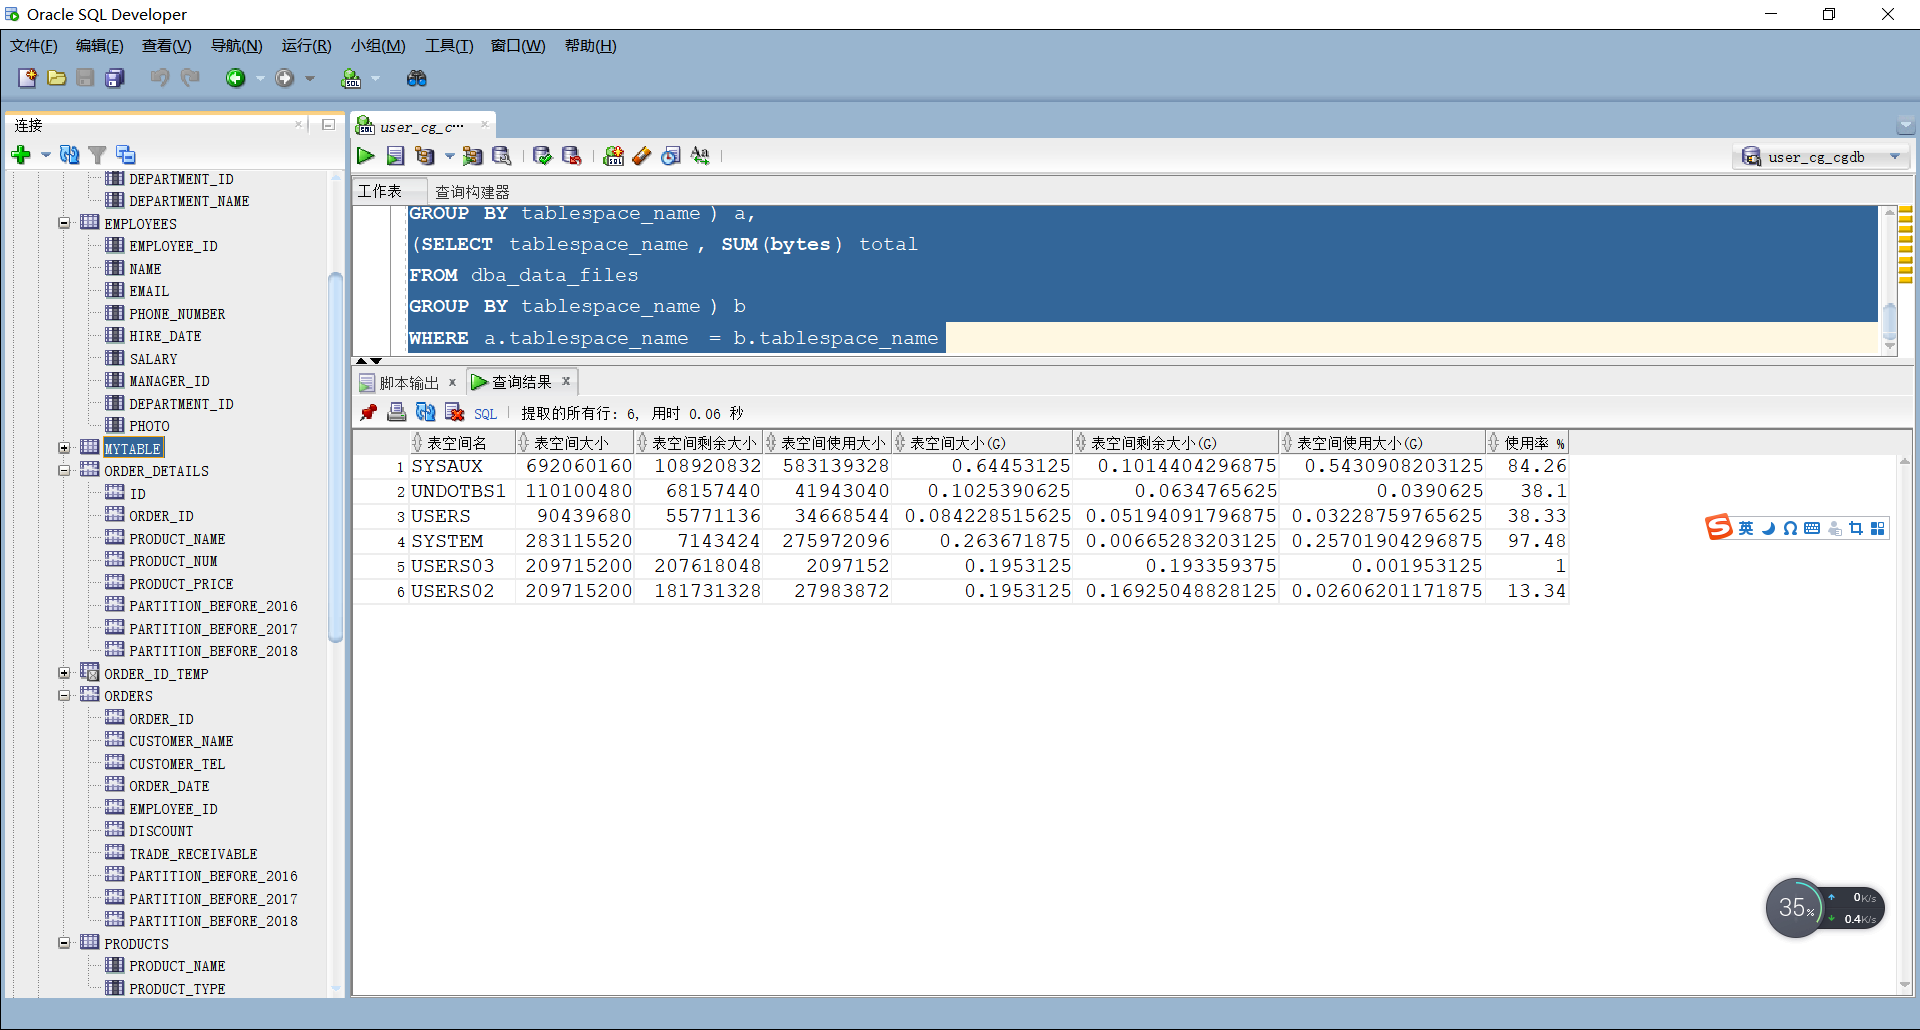 Oracle SQL Developer
文件(F) 编辑(E) 查看(V) 导航(N) 运行(R) 小组(M) 工具(T) 窗口(W) 帮助(H)
连接
DEPARTMENT_ID
DEPARTMENT_NAME
EMPLOYEES
EMPLOYEE_ID
NAME
EMAIL
PHONE_NUMBER
HIRE_DATE
SALARY
MANAGER_ID
DEPARTMENT_ID
PHOTO
MYTABLE
ORDER_DETAILS
ID
ORDER_ID
PRODUCT_NAME
PRODUCT_NUM
PRODUCT_PRICE
PARTITION_BEFORE_2016
PARTITION_BEFORE_2017
PARTITION_BEFORE_2018
ORDER_ID_TEMP
ORDERS
ORDER_ID
CUSTOMER_NAME
CUSTOMER_TEL
ORDER_DATE
EMPLOYEE_ID
DISCOUNT
TRADE_RECEIVABLE
PARTITION_BEFORE_2016
PARTITION_BEFORE_2017
PARTITION_BEFORE_2018
PRODUCTS
PRODUCT_NAME
PRODUCT_TYPE
user_cg_c…
user_cg_cgdb
工作表 查询构建器
GROUP BY tablespace_name) a,
(SELECT tablespace_name, SUM(bytes) total
FROM dba_data_files
GROUP BY tablespace_name) b
WHERE a.tablespace_name = b.tablespace_name
脚本输出 x 查询结果 x
SQL | 提取的所有行: 6, 用时 0.06 秒
表空间名 表空间大小 表空间剩余大小 表空间使用大小 表空间大小(G) 表空间剩余大小(G) 表空间使用大小(G) 使用率 %
1 SYSAUX 692060160 108920832 583139328 0.64453125 0.1014404296875 0.5430908203125 84.26
2 UNDOTBS1 110100480 68157440 41943040 0.1025390625 0.0634765625 0.0390625 38.1
3 USERS 90439680 55771136 34668544 0.084228515625 0.05194091796875 0.03228759765625 38.33
4 SYSTEM 283115520 7143424 275972096 0.263671875 0.00665283203125 0.25701904296875 97.48
5 USERS03 209715200 207618048 2097152 0.1953125 0.193359375 0.001953125 1
6 USERS02 209715200 181731328 27983872 0.1953125 0.16925048828125 0.02606201171875 13.34
英
35% 0K/s
0.4K/s